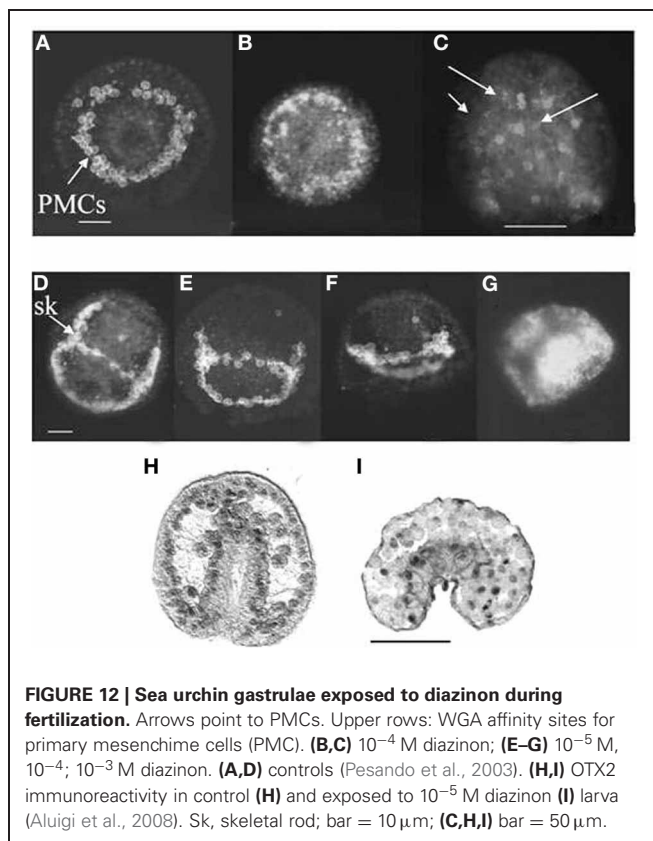 A
B
C
PMCs
D
E
F
G
sk
H
I
FIGURE 12 | Sea urchin gastrulae exposed to diazinon during
fertilization. Arrows point to PMCs. Upper rows: WGA affinity sites for
primary mesenchime cells (PMC). (B,C) 10⁻⁴ M diazinon; (E–G) 10⁻⁵ M,
10⁻⁴; 10⁻³ M diazinon. (A,D) controls (Pesando et al., 2003). (H,I) OTX2
immunoreactivity in control (H) and exposed to 10⁻⁵ M diazinon (I) larva
(Aluigi et al., 2008). Sk, skeletal rod; bar = 10 μm; (C,H,I) bar = 50 μm.